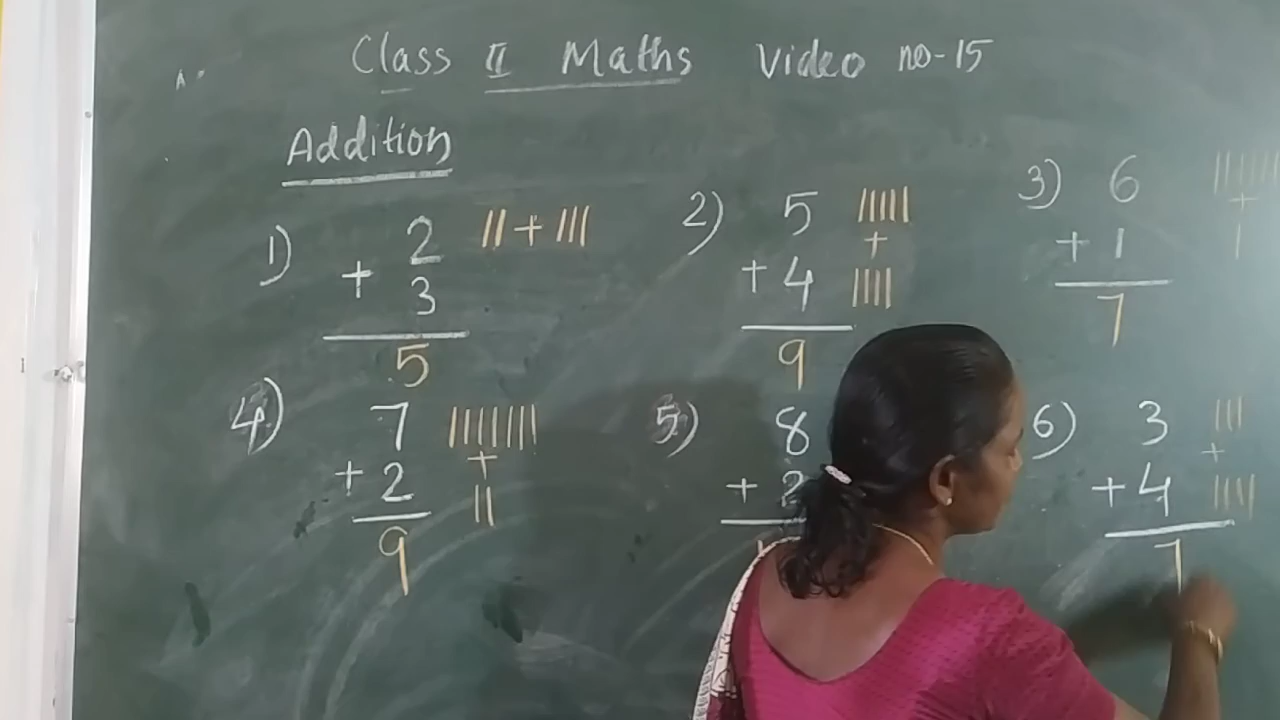 Class II Maths Video no-15
Addition
1) 2 || + |||
+ 3
5
2) 5 |||||
+
+ 4 ||||
9
3) 6 ||||||
+
+ 1 |
7
4) 7 |||||||
+
+ 2 ||
9
5) 8
+ 2
6) 3 |||
+
+ 4 ||||
7